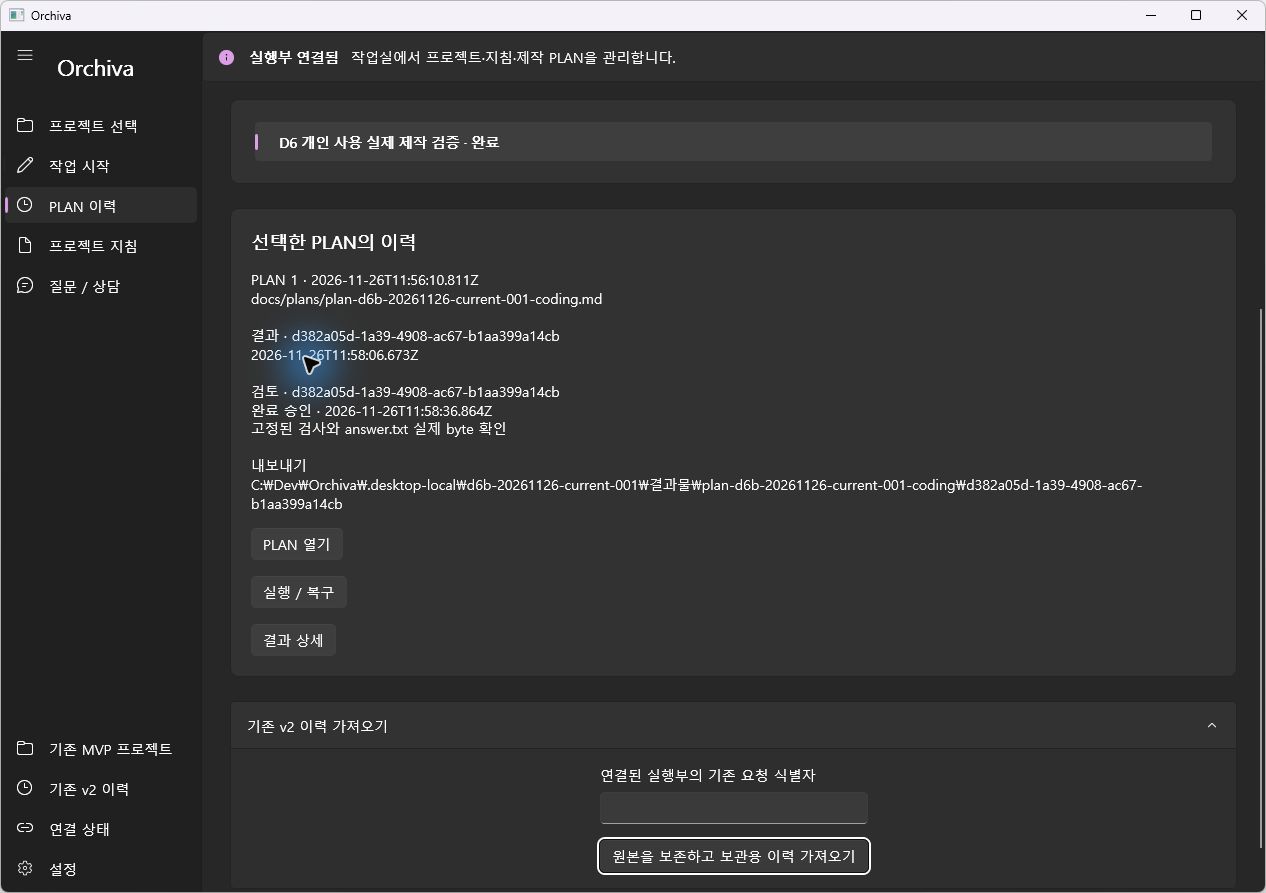 Orchiva
Orchiva
실행부 연결됨 작업실에서 프로젝트·지침·제작 PLAN을 관리합니다.
프로젝트 선택
작업 시작
PLAN 이력
프로젝트 지침
질문 / 상담
기존 MVP 프로젝트
기존 v2 이력
연결 상태
설정
D6 개인 사용 실제 제작 검증 · 완료
선택한 PLAN의 이력
PLAN 1 · 2026-11-26T11:56:10.811Z
docs/plans/plan-d6b-20261126-current-001-coding.md
결과 · d382a05d-1a39-4908-ac67-b1aa399a14cb
2026-11-26T11:58:06.673Z
검토 · d382a05d-1a39-4908-ac67-b1aa399a14cb
완료 승인 · 2026-11-26T11:58:36.864Z
고정된 검사와 answer.txt 실제 byte 확인
내보내기
C:₩Dev₩Orchiva₩.desktop-local₩d6b-20261126-current-001₩결과물₩plan-d6b-20261126-current-001-coding₩d382a05d-1a39-4908-ac67-
b1aa399a14cb
PLAN 열기
실행 / 복구
결과 상세
기존 v2 이력 가져오기
연결된 실행부의 기존 요청 식별자
원본을 보존하고 보관용 이력 가져오기